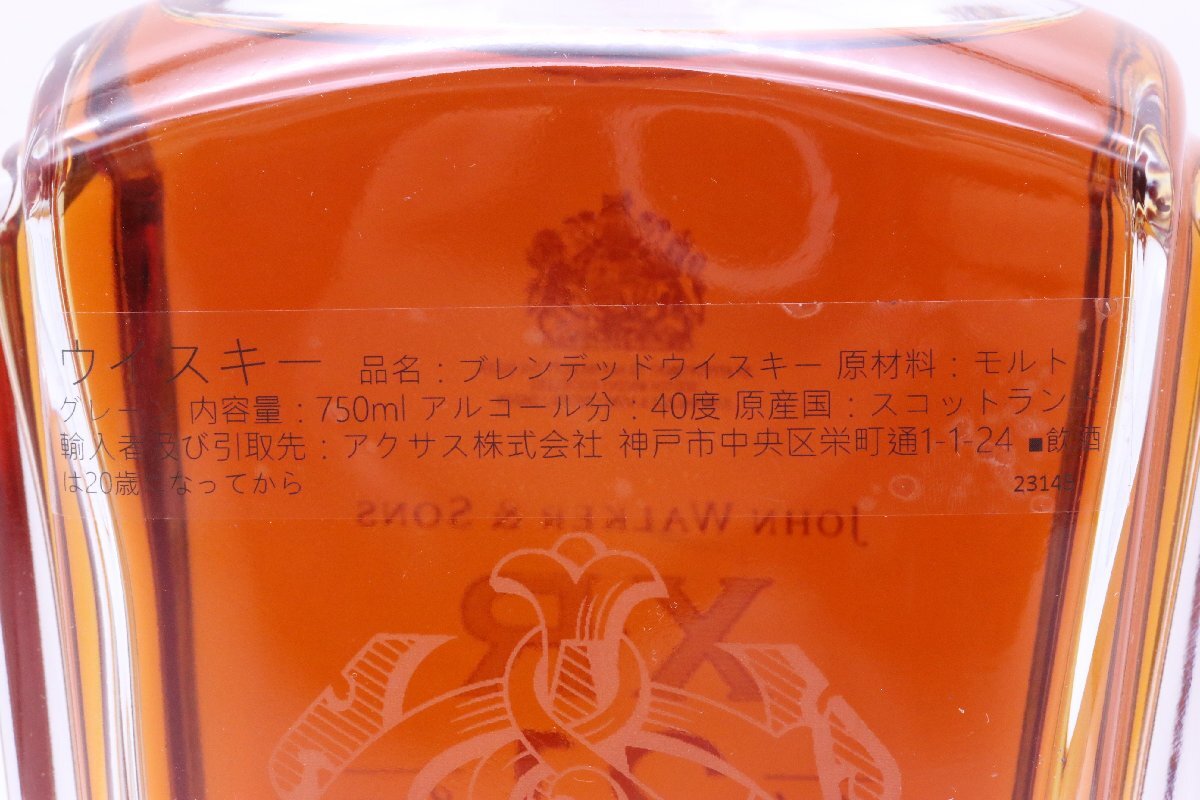 ウイスキー 品名：ブレンデッドウイスキー 原材料：モルト
グレーン 内容量：750ml アルコール分：40度 原産国：スコットランド
輸入者及び引取先：アクサス株式会社 神戸市中央区栄町通1-1-24 ■飲酒
は20歳になってから 23148
JOHN WALKER & SONS
X R